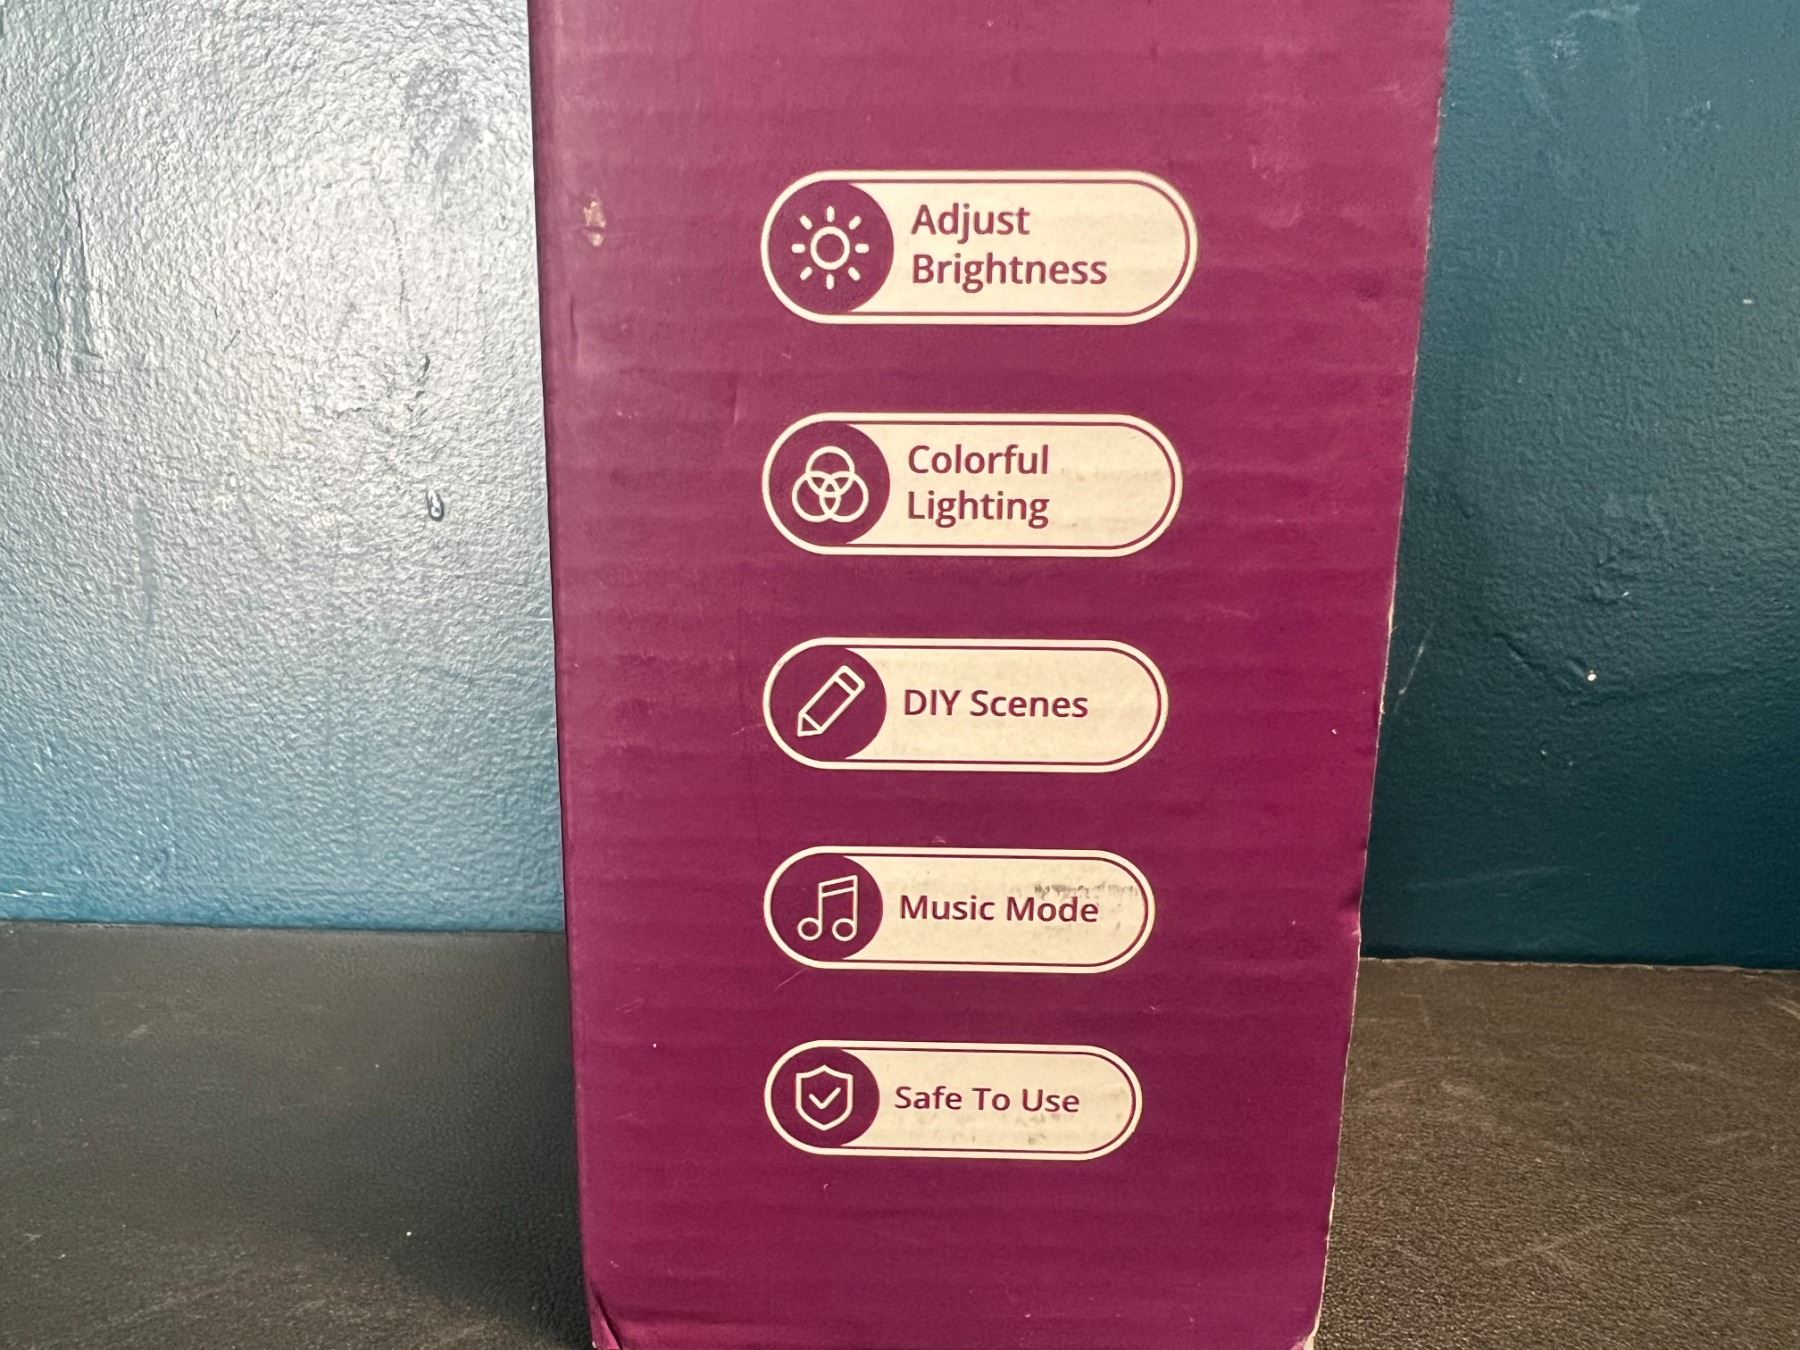 Adjust
Brightness
Colorful
Lighting
DIY Scenes
Music Mode
Safe To Use